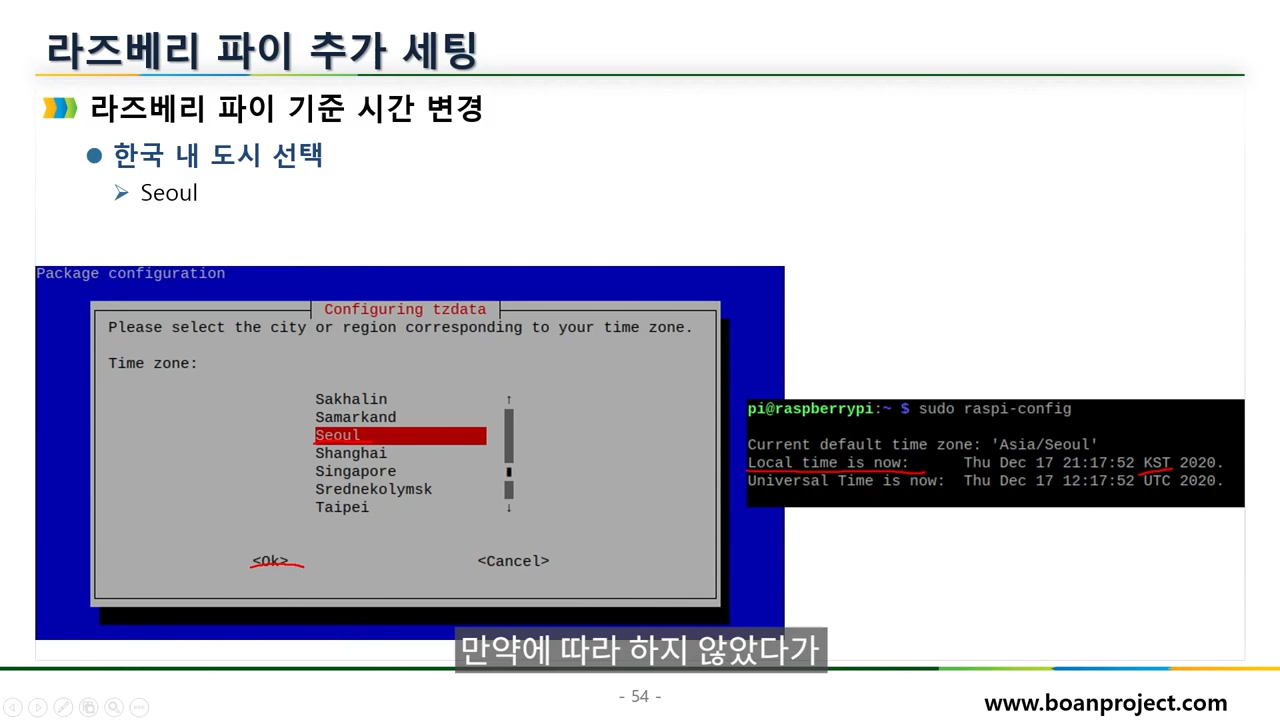 라즈베리 파이 추가 세팅
라즈베리 파이 기준 시간 변경
한국 내 도시 선택
Seoul
Package configuration
Configuring tzdata
Please select the city or region corresponding to your time zone.
Time zone:
Sakhalin
Samarkand
Seoul
Shanghai
Singapore
Srednekolymsk
Taipei
<Ok> <Cancel>
pi@raspberrypi:~ $ sudo raspi-config
Current default time zone: 'Asia/Seoul'
Local time is now: Thu Dec 17 21:17:52 KST 2020.
Universal Time is now: Thu Dec 17 12:17:52 UTC 2020.
만약에 따라 하지 않았다가
- 54 -
www.boanproject.com